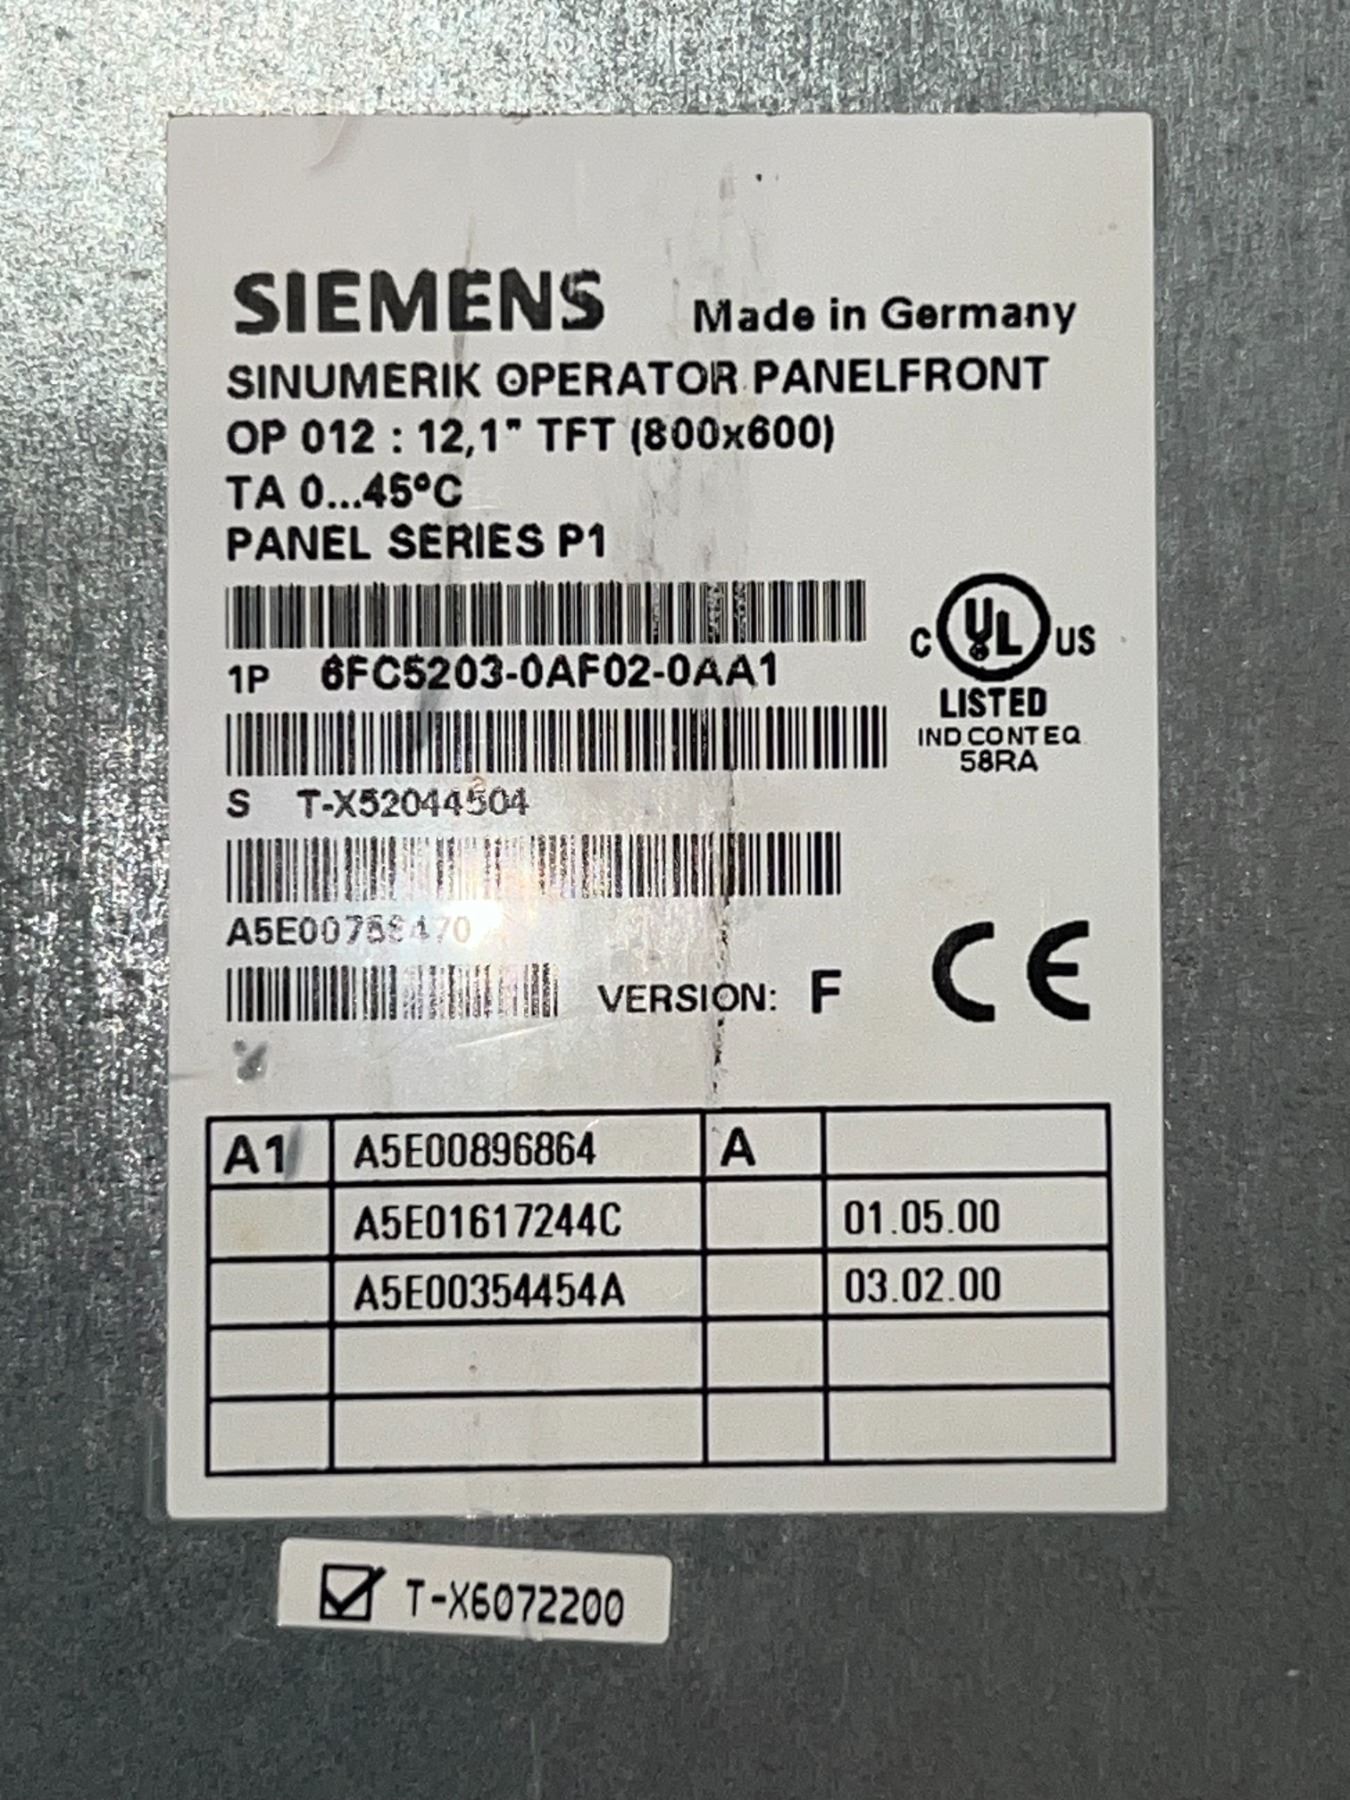 SIEMENS Made in Germany
SINUMERIK OPERATOR PANELFRONT
OP 012 : 12,1" TFT (800x600)
TA 0...45°C
PANEL SERIES P1
1P 6FC5203-0AF02-0AA1
C UL US
LISTED
IND CONT EQ
58RA
S T-X52044504
VERSION: F
CE
A1 A5E00896864 A
A5E01617244C 01.05.00
A5E00354454A 03.02.00
T-X6072200